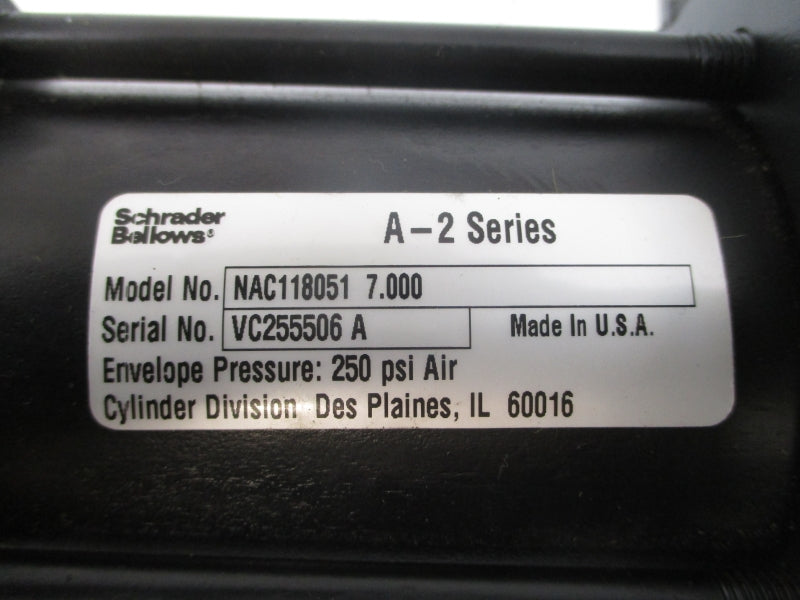 Schrader
Bellows®
A-2 Series
Model No. NAC118051 7.000
Serial No. VC255506 A
Made In U.S.A.
Envelope Pressure: 250 psi Air
Cylinder Division Des Plaines, IL 60016